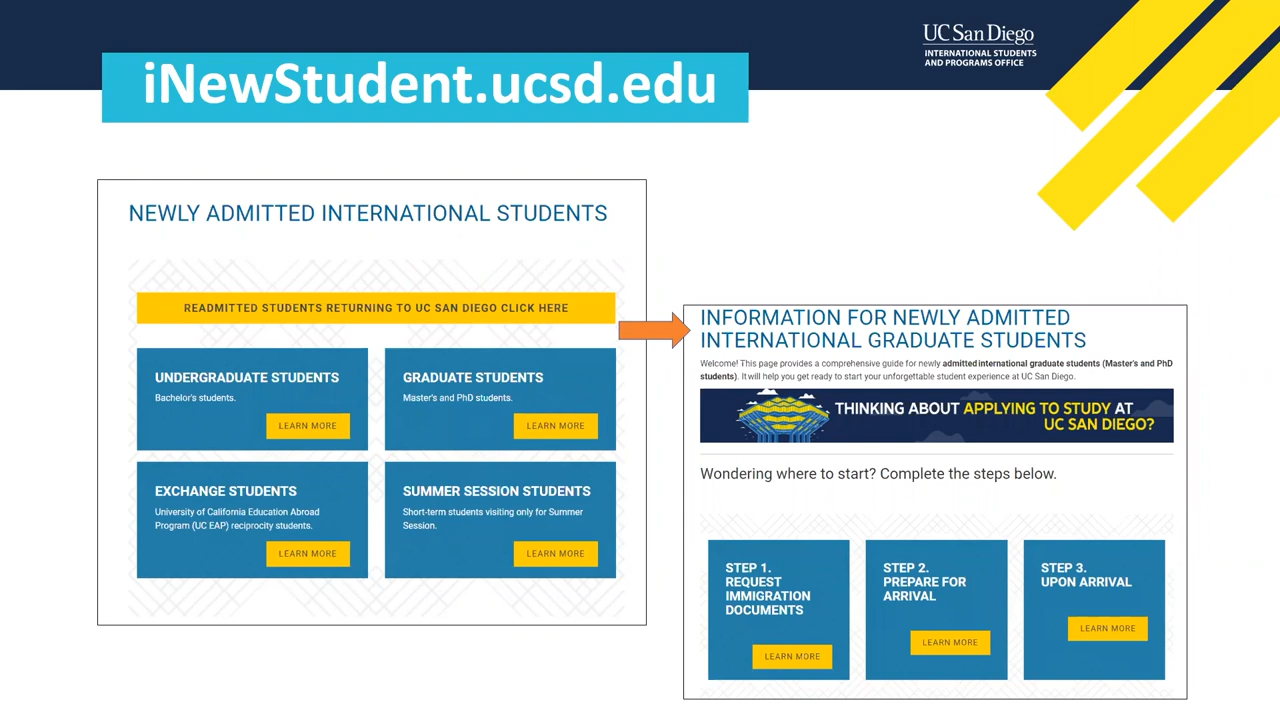 UC San Diego
INTERNATIONAL STUDENTS
AND PROGRAMS OFFICE
iNewStudent.ucsd.edu
NEWLY ADMITTED INTERNATIONAL STUDENTS
READMITTED STUDENTS RETURNING TO UC SAN DIEGO CLICK HERE
UNDERGRADUATE STUDENTS
Bachelor's students.
LEARN MORE
GRADUATE STUDENTS
Master's and PhD students.
LEARN MORE
EXCHANGE STUDENTS
University of California Education Abroad
Program (UC EAP) reciprocity students.
LEARN MORE
SUMMER SESSION STUDENTS
Short-term students visiting only for Summer
Session.
LEARN MORE
INFORMATION FOR NEWLY ADMITTED
INTERNATIONAL GRADUATE STUDENTS
Welcome! This page provides a comprehensive guide for newly admitted international graduate students (Master's and PhD
students). It will help you get ready to start your unforgettable student experience at UC San Diego.
THINKING ABOUT APPLYING TO STUDY AT
UC SAN DIEGO?
Wondering where to start? Complete the steps below.
STEP 1.
REQUEST
IMMIGRATION
DOCUMENTS
LEARN MORE
STEP 2.
PREPARE FOR
ARRIVAL
LEARN MORE
STEP 3.
UPON ARRIVAL
LEARN MORE